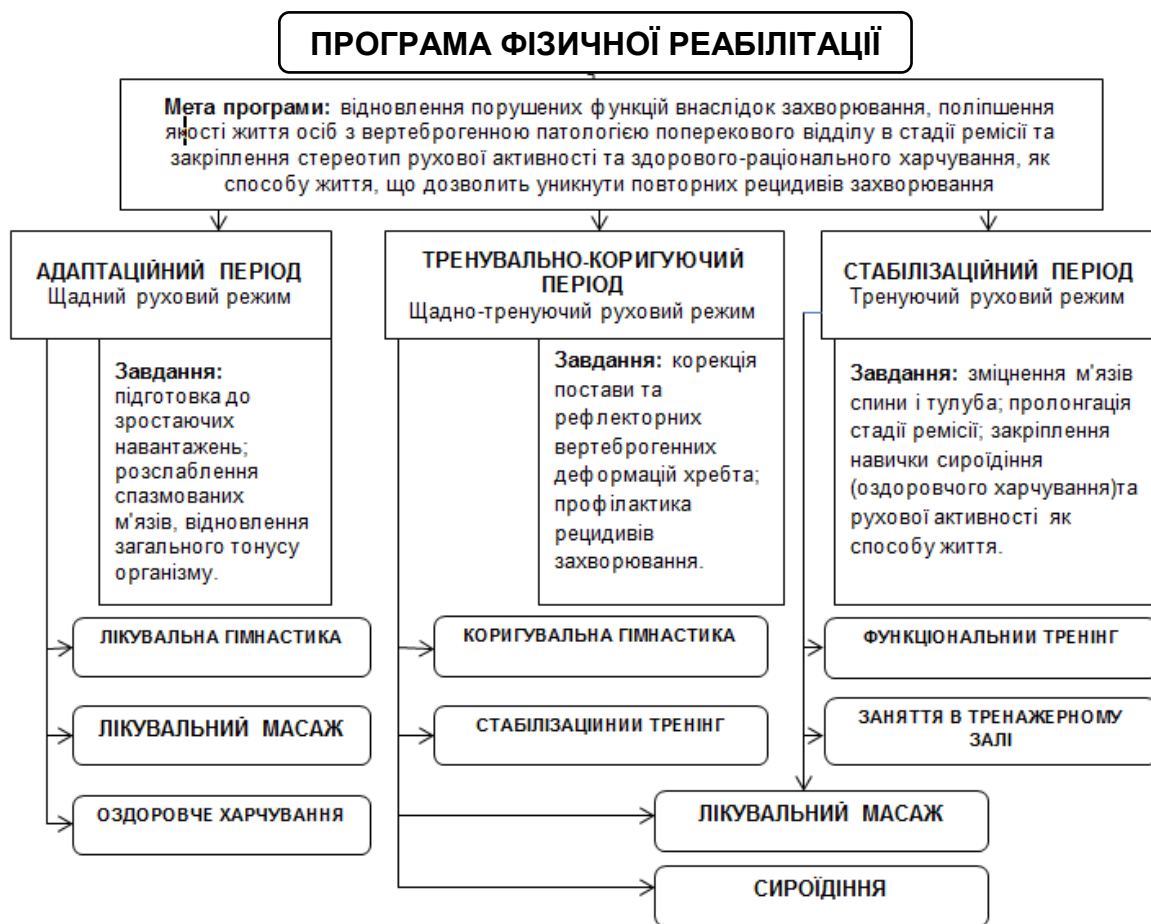 ПРОГРАМА ФІЗИЧНОЇ РЕАБІЛІТАЦІЇ
Мета програми: відновлення порушених функцій внаслідок захворювання, поліпшення
якості життя осіб з вертеброгенною патологією поперекового відділу в стадії ремісії та
закріплення стереотип рухової активності та здорового-раціонального харчування, як
способу життя, що дозволить уникнути повторних рецидивів захворювання
АДАПТАЦІЙНИЙ ПЕРІОД
Щадний руховий режим
Завдання:
підготовка до
зростаючих
навантажень;
розслаблення
спазмованих
м'язів, відновлення
загального тонусу
організму.
ЛІКУВАЛЬНА ГІМНАСТИКА
ЛІКУВАЛЬНИЙ МАСАЖ
ОЗДОРОВЧЕ ХАРЧУВАННЯ
ТРЕНУВАЛЬНО-КОРИГУЮЧИЙ
ПЕРІОД
Щадно-тренуючий руховий режим
Завдання: корекція
постави та
рефлекторних
вертеброгенних
деформацій хребта;
профілактика
рецидивів
захворювання.
КОРИГУВАЛЬНА ГІМНАСТИКА
СТАБІЛІЗАЦІЙНИЙ ТРЕНІНГ
СТАБІЛІЗАЦІЙНИЙ ПЕРІОД
Тренуючий руховий режим
Завдання: зміцнення м'язів
спини і тулуба; пролонгація
стадії ремісії; закріплення
навички сироїдіння
(оздоровчого харчування)та
рухової активності як
способу життя.
ФУНКЦІОНАЛЬНИЙ ТРЕНІНГ
ЗАНЯТТЯ В ТРЕНАЖЕРНОМУ
ЗАЛІ
ЛІКУВАЛЬНИЙ МАСАЖ
СИРОЇДІННЯ